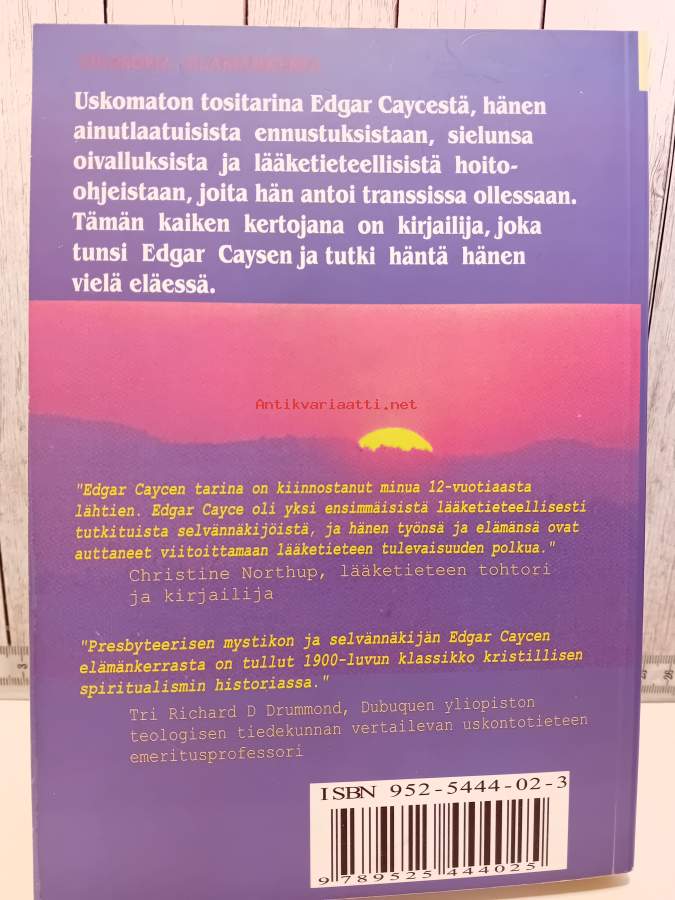 Uskomaton tositarina Edgar Caycestä, hänen
ainutlaatuisista ennustuksistaan, sielunsa
oivalluksista ja lääketieteellisistä hoito-
ohjeistaan, joita hän antoi transsissa ollessaan.
Tämän kaiken kertojana on kirjailija, joka
tunsi Edgar Caysen ja tutki häntä hänen
vielä eläessä.
Antikvariaatti.net
"Edgar Caycen tarina on kiinnostanut minua 12-vuotiaasta
lähtien. Edgar Cayce oli yksi ensimmäisistä lääketieteellisesti
tutkituista selvännäkijöistä, ja hänen työnsä ja elämänsä ovat
auttaneet viitoittamaan lääketieteen tulevaisuuden polkua."
Christine Northup, lääketieteen tohtori
ja kirjailija
"Presbyteerisen mystikon ja selvännäkijän Edgar Caycen
elämänkerrasta on tullut 1900-luvun klassikko kristillisen
spiritualismin historiassa."
Tri Richard D Drummond, Dubuquen yliopiston
teologisen tiedekunnan vertailevan uskontotieteen
emeritusprofessori
ISBN 952-5444-02-3
9 789525 444025